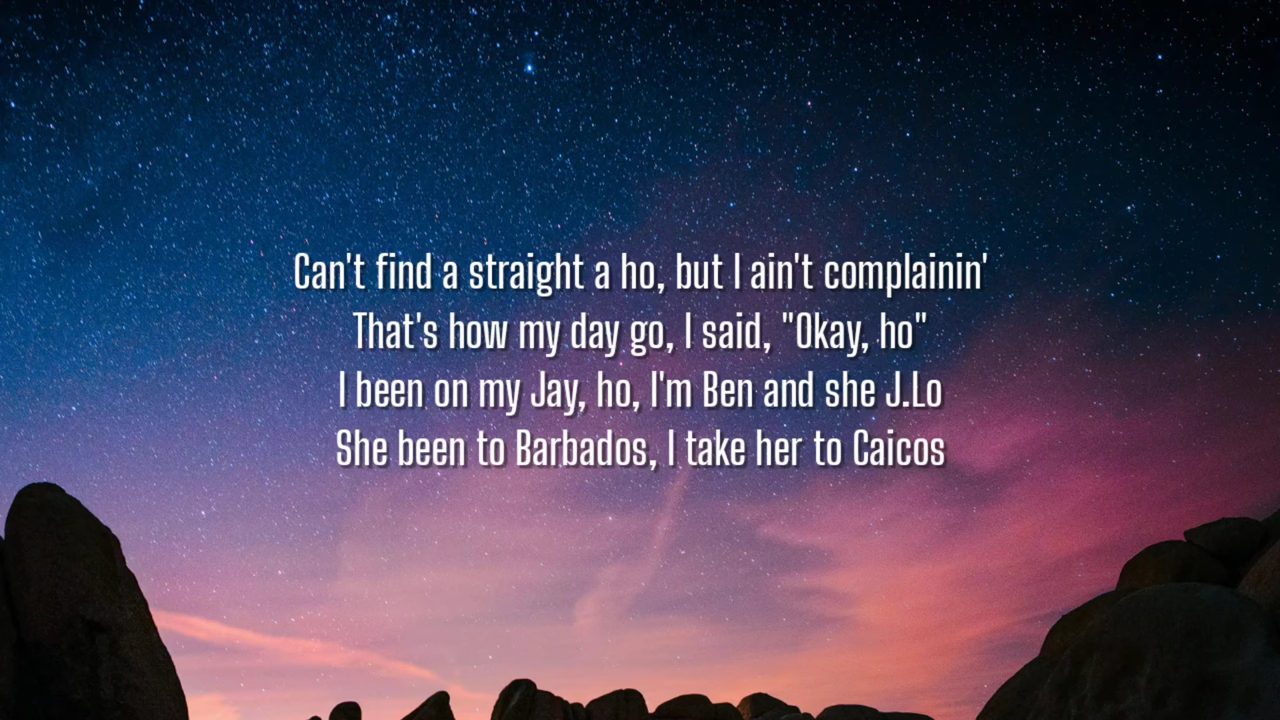 Can't find a straight a ho, but I ain't complainin'
That's how my day go, I said, "Okay, ho"
I been on my Jay, ho, I'm Ben and she J.Lo
She been to Barbados, I take her to Caicos